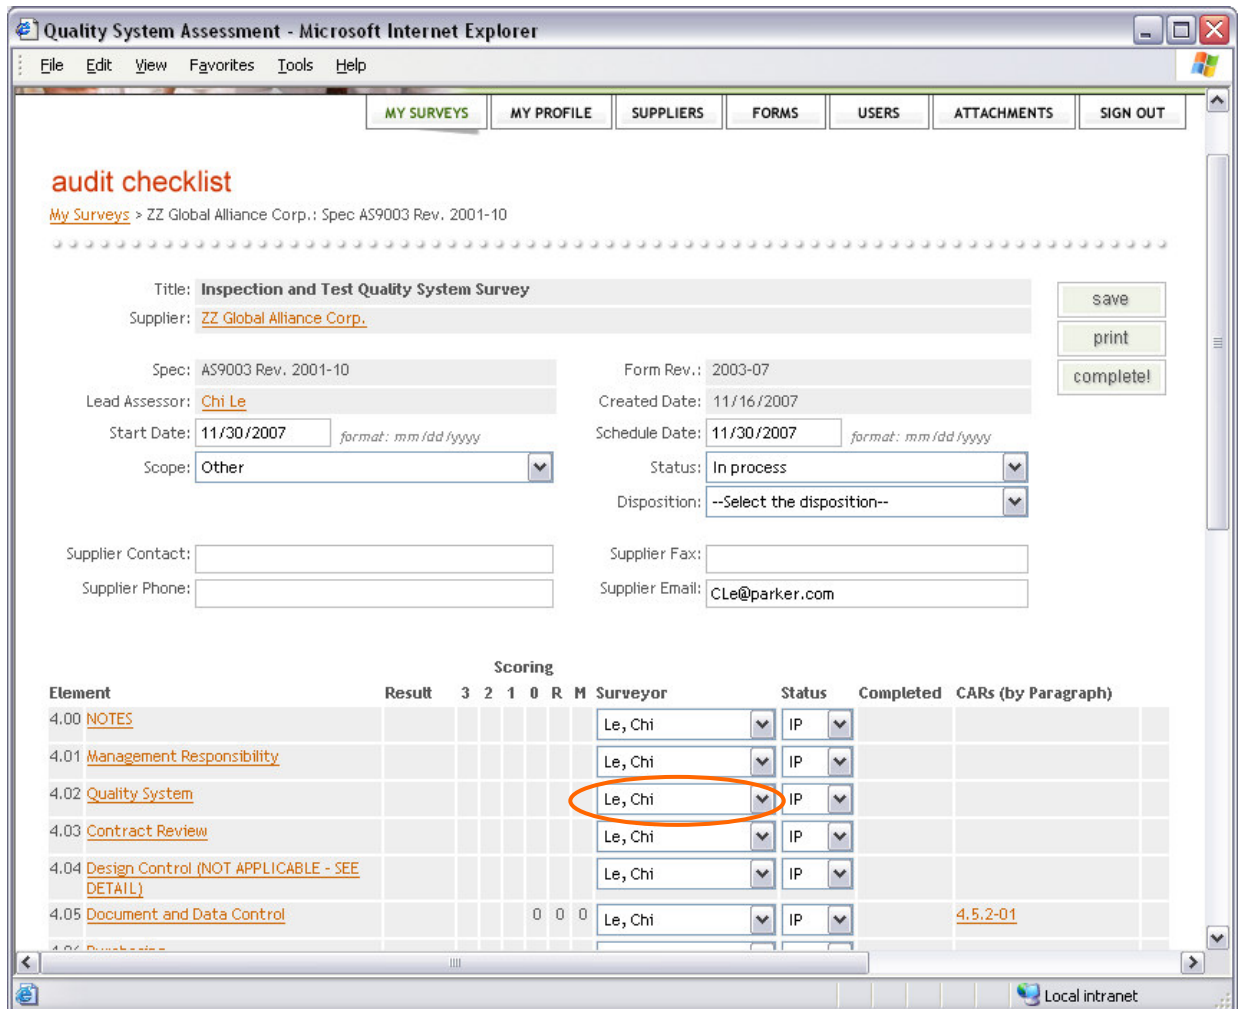 Quality System Assessment - Microsoft Internet Explorer
File Edit View Favorites Tools Help
MY SURVEYS MY PROFILE SUPPLIERS FORMS USERS ATTACHMENTS SIGN OUT
audit checklist
My Surveys > ZZ Global Alliance Corp.: Spec AS9003 Rev. 2001-10
Title: Inspection and Test Quality System Survey
save
Supplier: ZZ Global Alliance Corp.
print
Spec: AS9003 Rev. 2001-10 Form Rev.: 2003-07
complete!
Lead Assessor: Chi Le Created Date: 11/16/2007
Start Date: 11/30/2007 format: mm/dd/yyyy Schedule Date: 11/30/2007 format: mm/dd/yyyy
Scope: Other Status: In process
Disposition: --Select the disposition--
Supplier Contact: Supplier Fax:
Supplier Phone: Supplier Email: CLe@parker.com
Scoring
Element Result 3 2 1 0 R M Surveyor Status Completed CARs (by Paragraph)
4.00 NOTES Le, Chi IP
4.01 Management Responsibility Le, Chi IP
4.02 Quality System Le, Chi IP
4.03 Contract Review Le, Chi IP
4.04 Design Control (NOT APPLICABLE - SEE Le, Chi IP
DETAIL)
4.05 Document and Data Control 0 0 0 Le, Chi IP 4.5.2-01
4.06 Purchasing
Local intranet